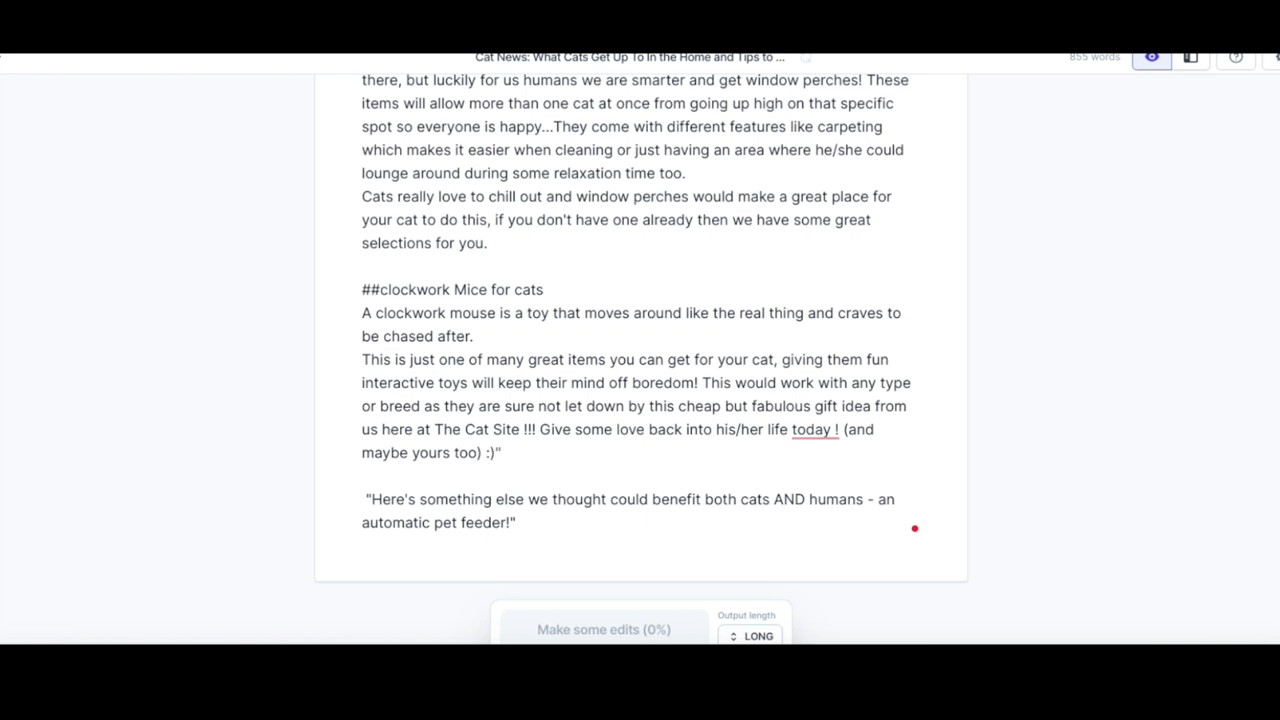 Cat News: What Cats Get Up To In the Home and Tips to ...
855 words
there, but luckily for us humans we are smarter and get window perches! These
items will allow more than one cat at once from going up high on that specific
spot so everyone is happy...They come with different features like carpeting
which makes it easier when cleaning or just having an area where he/she could
lounge around during some relaxation time too.
Cats really love to chill out and window perches would make a great place for
your cat to do this, if you don't have one already then we have some great
selections for you.
##clockwork Mice for cats
A clockwork mouse is a toy that moves around like the real thing and craves to
be chased after.
This is just one of many great items you can get for your cat, giving them fun
interactive toys will keep their mind off boredom! This would work with any type
or breed as they are sure not let down by this cheap but fabulous gift idea from
us here at The Cat Site !!! Give some love back into his/her life today ! (and
maybe yours too) :)"
"Here's something else we thought could benefit both cats AND humans - an
automatic pet feeder!"
Make some edits (0%)
Output length
LONG